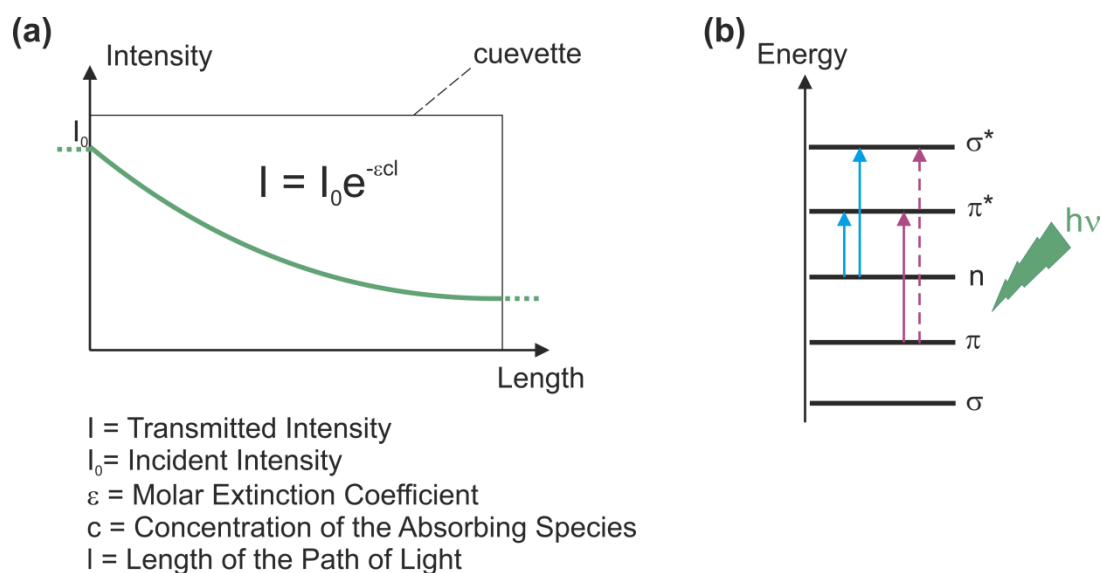 (a)
Intensity
cuevette
I₀
I = I₀e^-εcl
Length
I = Transmitted Intensity
I₀= Incident Intensity
ε = Molar Extinction Coefficient
c = Concentration of the Absorbing Species
l = Length of the Path of Light
(b)
Energy
σ*
π*
hν
n
π
σ